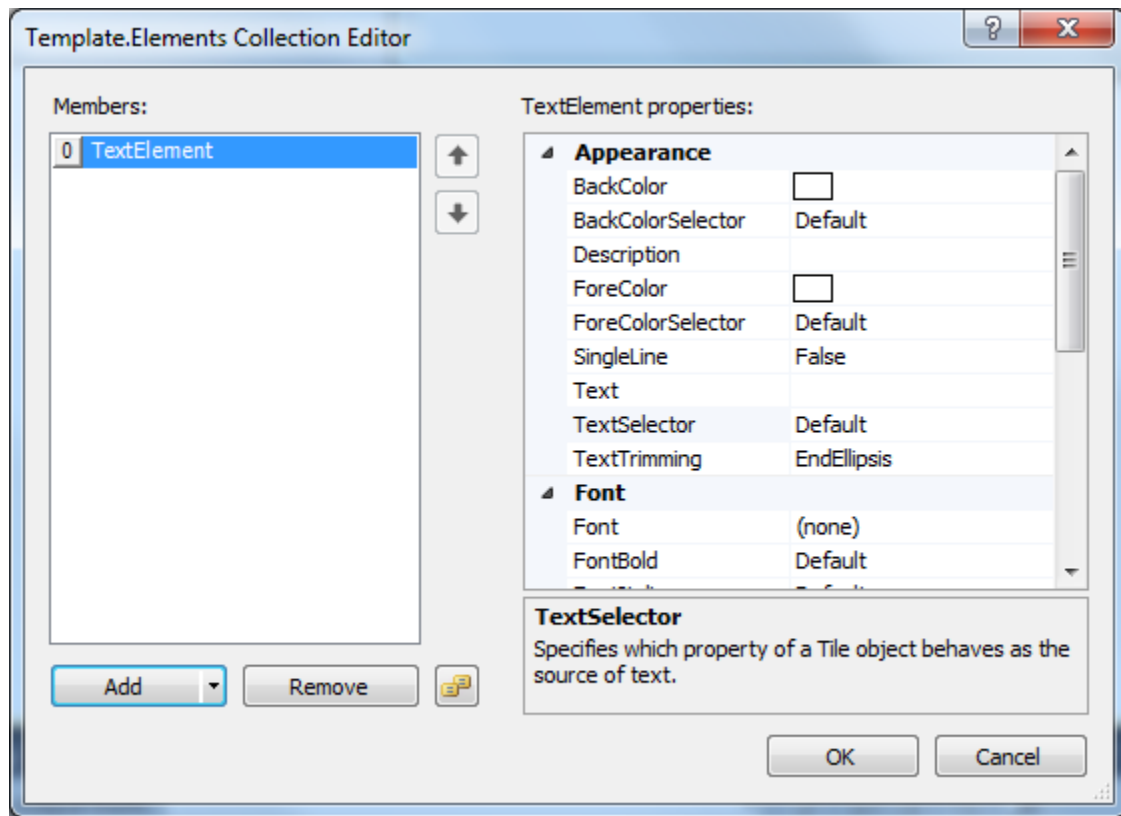 Template.Elements Collection Editor
Members:
0 TextElement
Add
Remove
TextElement properties:
Appearance
BackColor
BackColorSelector Default
Description
ForeColor
ForeColorSelector Default
SingleLine False
Text
TextSelector Default
TextTrimming EndEllipsis
Font
Font (none)
FontBold Default
TextSelector
Specifies which property of a Tile object behaves as the
source of text.
OK
Cancel